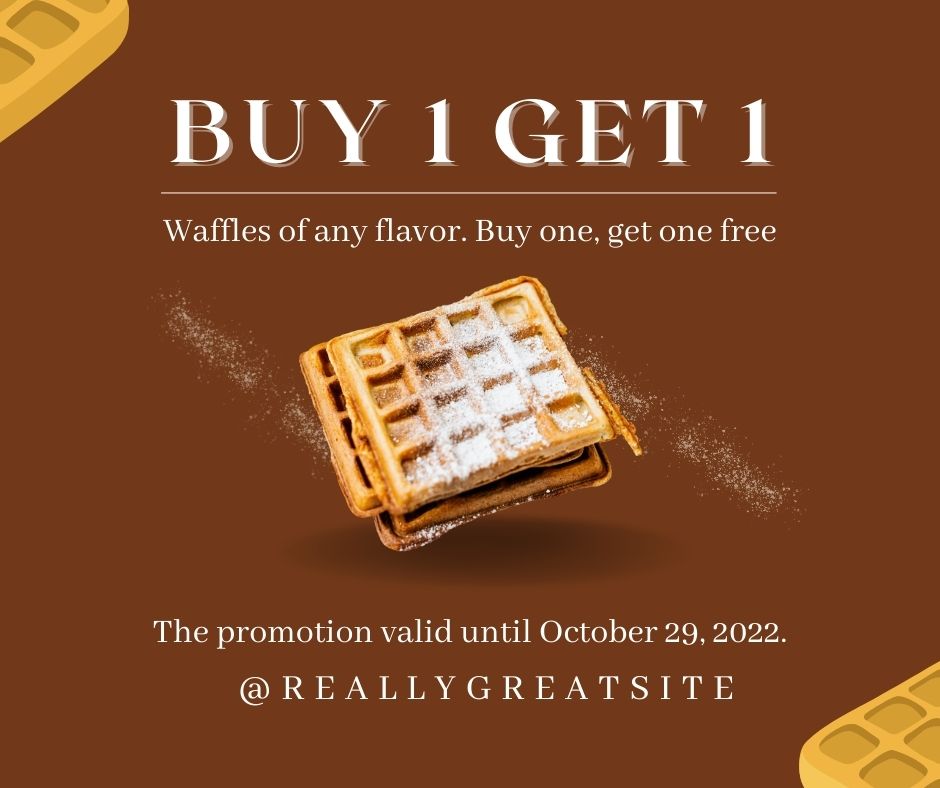 BUY 1 GET 1
Waffles of any flavor. Buy one, get one free
The promotion valid until October 29, 2022.
@REALLYGREATSITE